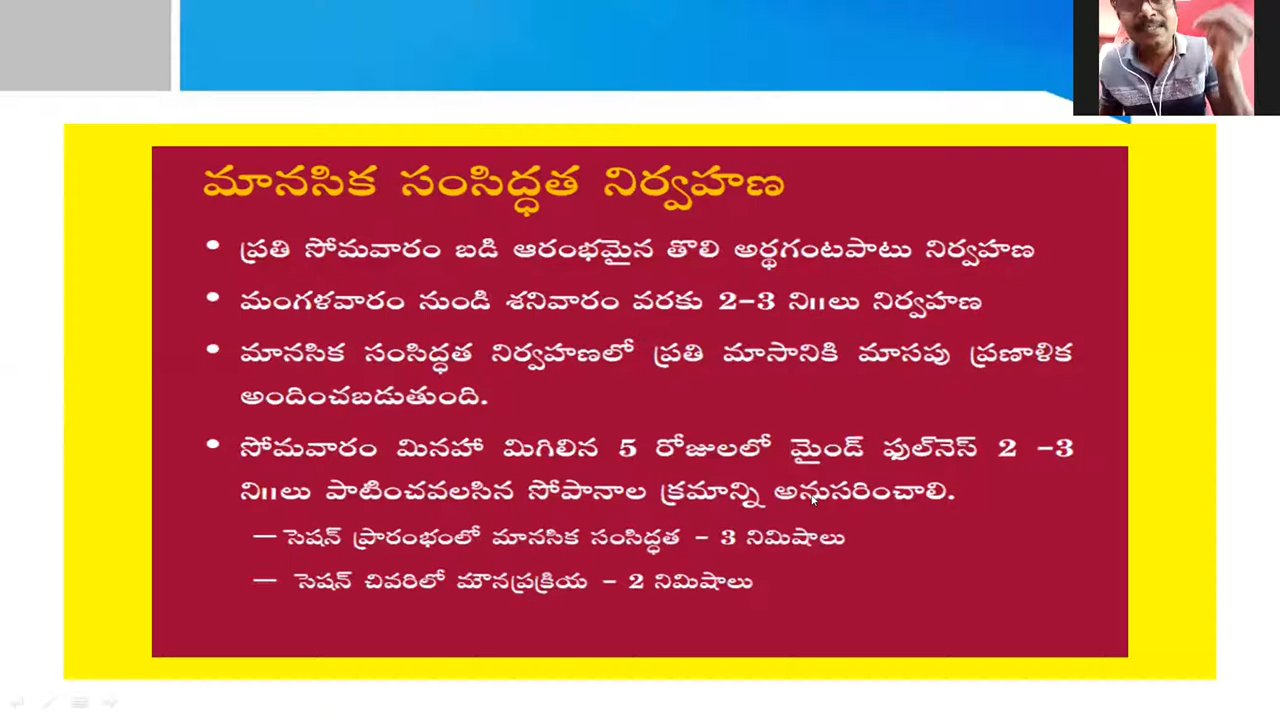 మానసిక సంసిద్ధత నిర్వహణ
• ప్రతి సోమవారం బడి ఆరంభమైన తొలి అర్థగంటపాటు నిర్వహణ
• మంగళవారం నుండి శనివారం వరకు 2-3 ని॥లు నిర్వహణ
• మానసిక సంసిద్ధత నిర్వహణలో ప్రతి మాసానికి మాసపు ప్రణాళిక
అందించబడుతుంది.
• సోమవారం మినహా మిగిలిన 5 రోజులలో మైండ్ ఫుల్‌నెస్ 2 -3
ని॥లు పాటించవలసిన సోపానాల క్రమాన్ని అనుసరించాలి.
– సెషన్ ప్రారంభంలో మానసిక సంసిద్ధత - 3 నిమిషాలు
– సెషన్ చివరిలో మౌనప్రక్రియ - 2 నిమిషాలు